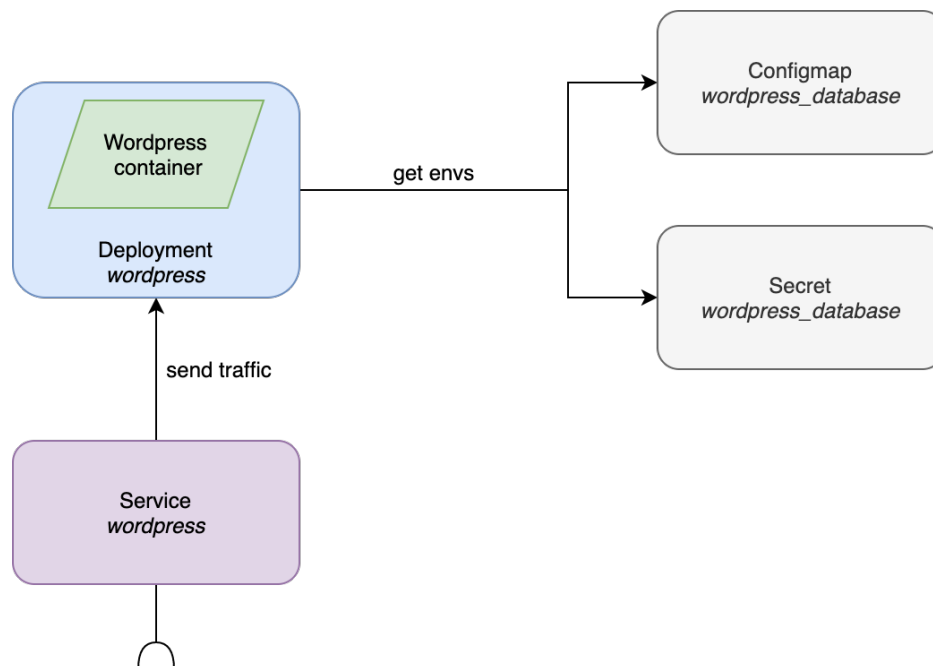 Wordpress
container
Deployment
wordpress
get envs
Configmap
wordpress_database
Secret
wordpress_database
send traffic
Service
wordpress